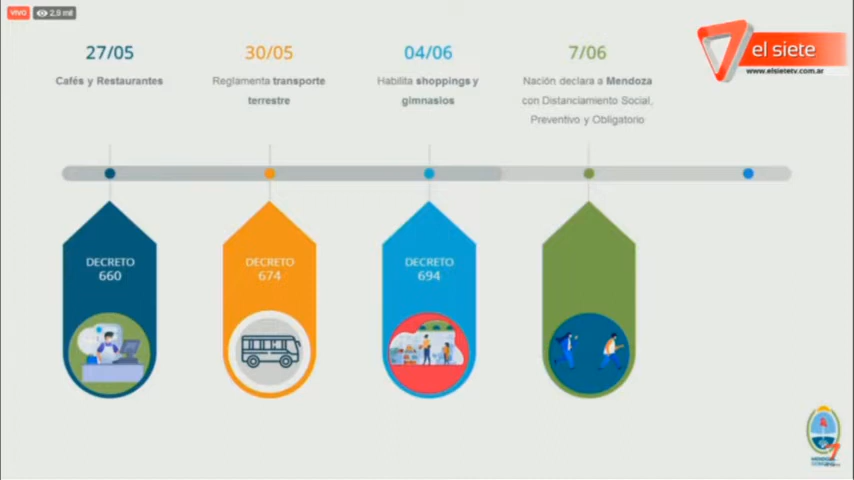 VIVO
2,9 mil
el siete
www.elsietetv.com.ar
27/05
Cafés y Restaurantes
30/05
Reglamenta transporte
terrestre
04/06
Habilita shoppings y
gimnasios
7/06
Nación declara a Mendoza
con Distanciamiento Social,
Preventivo y Obligatorio
DECRETO
660
DECRETO
674
DECRETO
694
MENDOZA